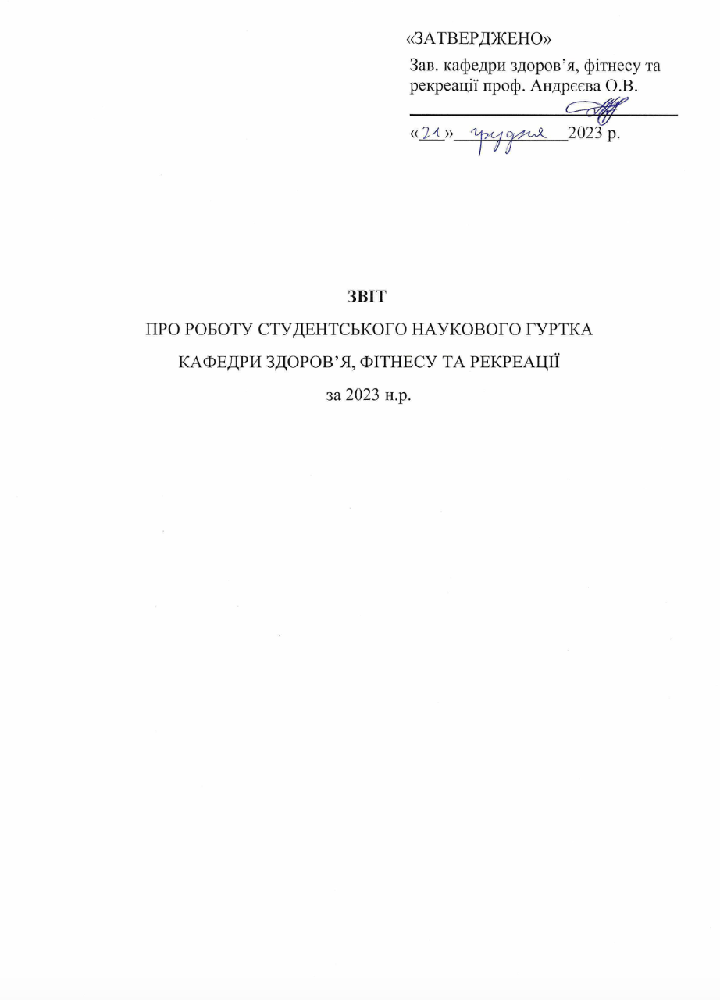 «ЗАТВЕРДЖЕНО»
Зав. кафедри здоров’я, фітнесу та
рекреації проф. Андрєєва О.В.
«21» грудня 2023 р.
ЗВІТ
ПРО РОБОТУ СТУДЕНТСЬКОГО НАУКОВОГО ГУРТКА
КАФЕДРИ ЗДОРОВ’Я, ФІТНЕСУ ТА РЕКРЕАЦІЇ
за 2023 н.р.